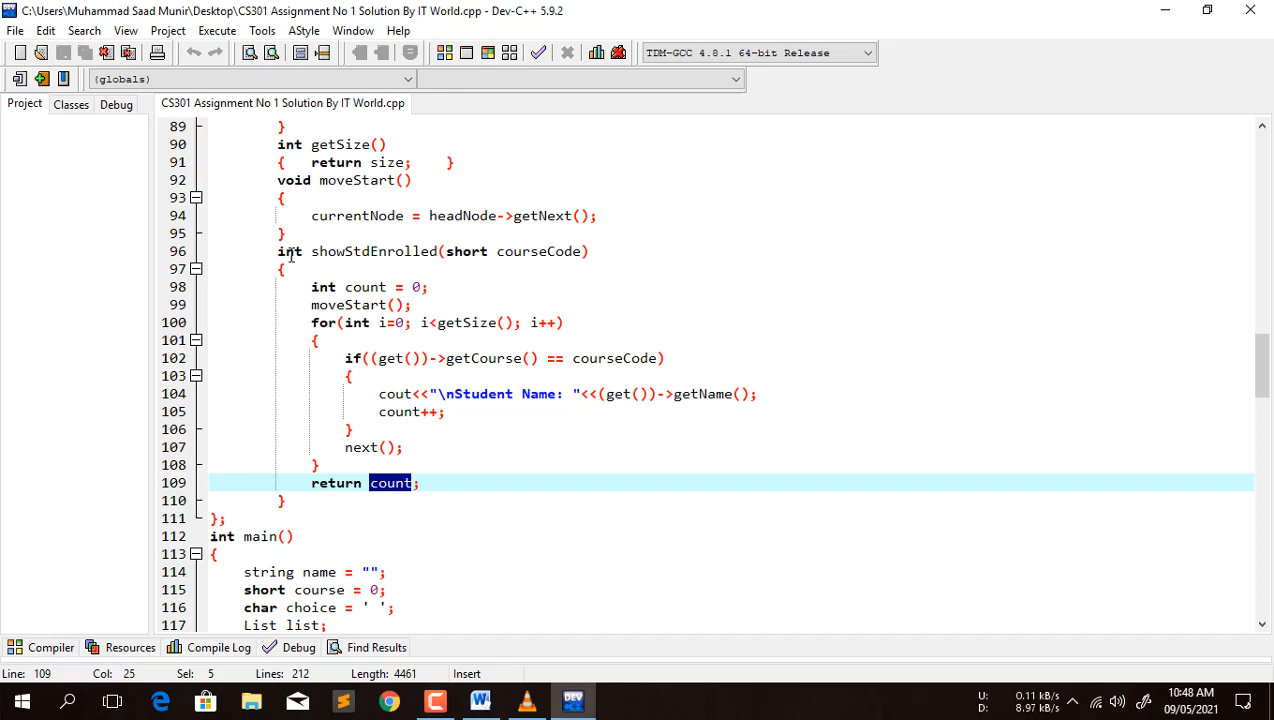 C:\Users\Muhammad Saad Munir\Desktop\CS301 Assignment No 1 Solution By IT World.cpp - Dev-C++ 5.9.2
File Edit Search View Project Execute Tools AStyle Window Help
TDM-GCC 4.8.1 64-bit Release
(globals)
Project Classes Debug CS301 Assignment No 1 Solution By IT World.cpp
89 }
90 int getSize()
91 { return size; }
92 void moveStart()
93 {
94 currentNode = headNode->getNext();
95 }
96 int showStdEnrolled(short courseCode)
97 {
98 int count = 0;
99 moveStart();
100 for(int i=0; i<getSize(); i++)
101 {
102 if((get())->getCourse() == courseCode)
103 {
104 cout<<"\nStudent Name: "<<(get())->getName();
105 count++;
106 }
107 next();
108 }
109 return count;
110 }
111 };
112 int main()
113 {
114 string name = "";
115 short course = 0;
116 char choice = ' ';
117 List list;
Compiler Resources Compile Log Debug Find Results
Line: 109 Col: 25 Sel: 5 Lines: 212 Length: 4461 Insert
U: 0.11 kB/s 10:48 AM
D: 8.97 kB/s 09/05/2021